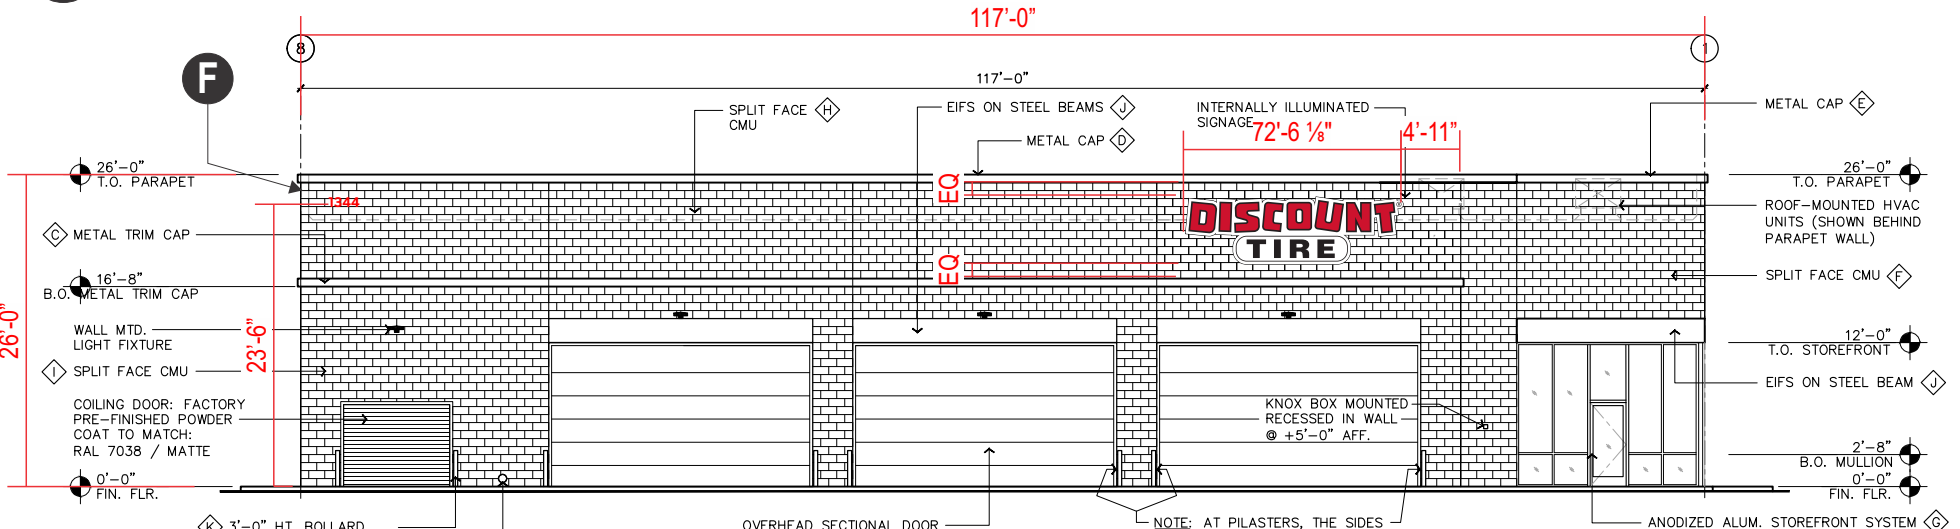 117'-0"
8
1
F
117'-0"
SPLIT FACE H
CMU
EIFS ON STEEL BEAMS J
METAL CAP D
INTERNALLY ILLUMINATED
SIGNAGE
72'-6 ⅛"
4'-11"
METAL CAP E
26'-0"
T.O. PARAPET
1344
EQ
26'-0"
T.O. PARAPET
ROOF-MOUNTED HVAC
UNITS (SHOWN BEHIND
PARAPET WALL)
DISCOUNT
TIRE
C METAL TRIM CAP
EQ
SPLIT FACE CMU F
16'-8"
B.O. METAL TRIM CAP
26'-0"
23'-6"
WALL MTD.
LIGHT FIXTURE
12'-0"
T.O. STOREFRONT
I SPLIT FACE CMU
EIFS ON STEEL BEAM J
COILING DOOR: FACTORY
PRE-FINISHED POWDER
COAT TO MATCH:
RAL 7038 / MATTE
KNOX BOX MOUNTED
RECESSED IN WALL
@ +5'-0" AFF.
2'-8"
B.O. MULLION
0'-0"
FIN. FLR.
0'-0"
FIN. FLR.
K 3'-0" HT. BOLLARD
OVERHEAD SECTIONAL DOOR
NOTE: AT PILASTERS, THE SIDES
ANODIZED ALUM. STOREFRONT SYSTEM G